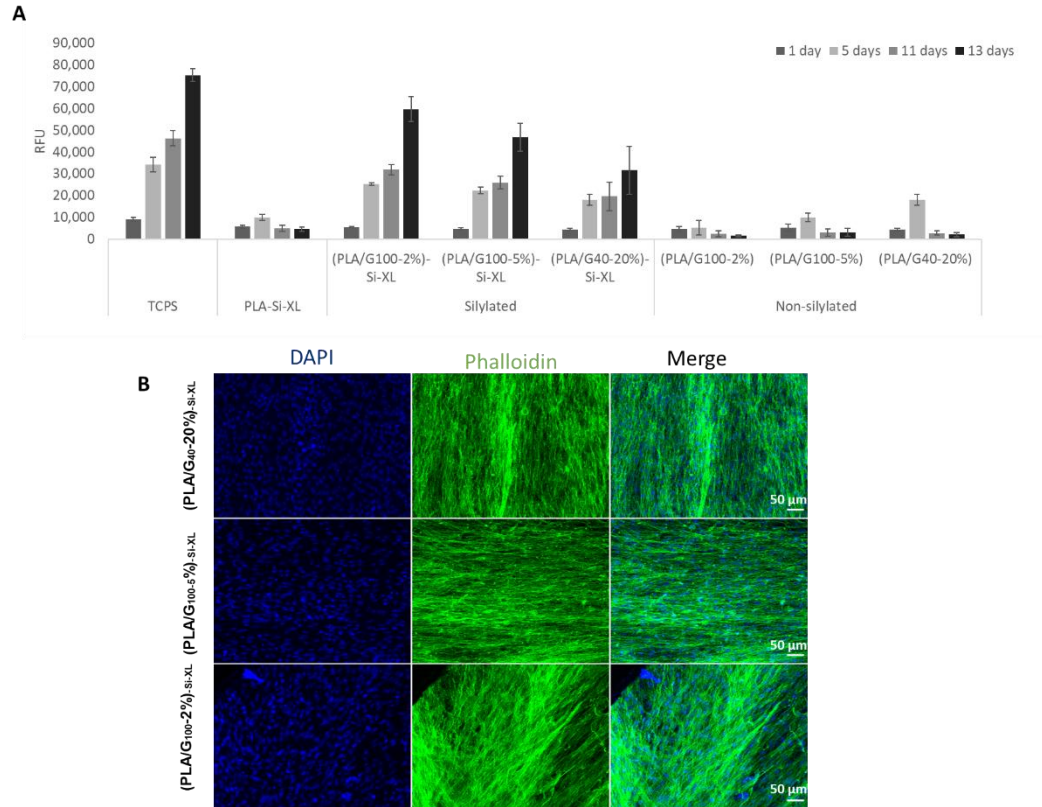 A
90,000
80,000
70,000
60,000
50,000
40,000
30,000
20,000
10,000
0
RFU
1 day 5 days 11 days 13 days
(PLA/G100-2%)-
Si-XL
(PLA/G100-5%)-
Si-XL
(PLA/G40-20%)-
Si-XL
(PLA/G100-2%) (PLA/G100-5%) (PLA/G40-20%)
TCPS PLA-Si-XL Silylated Non-silylated
B
DAPI Phalloidin Merge
(PLA/G40-20%)-Si-XL
50 µm
(PLA/G100-5%)-Si-XL
50 µm
(PLA/G100-2%)-Si-XL
50 µm